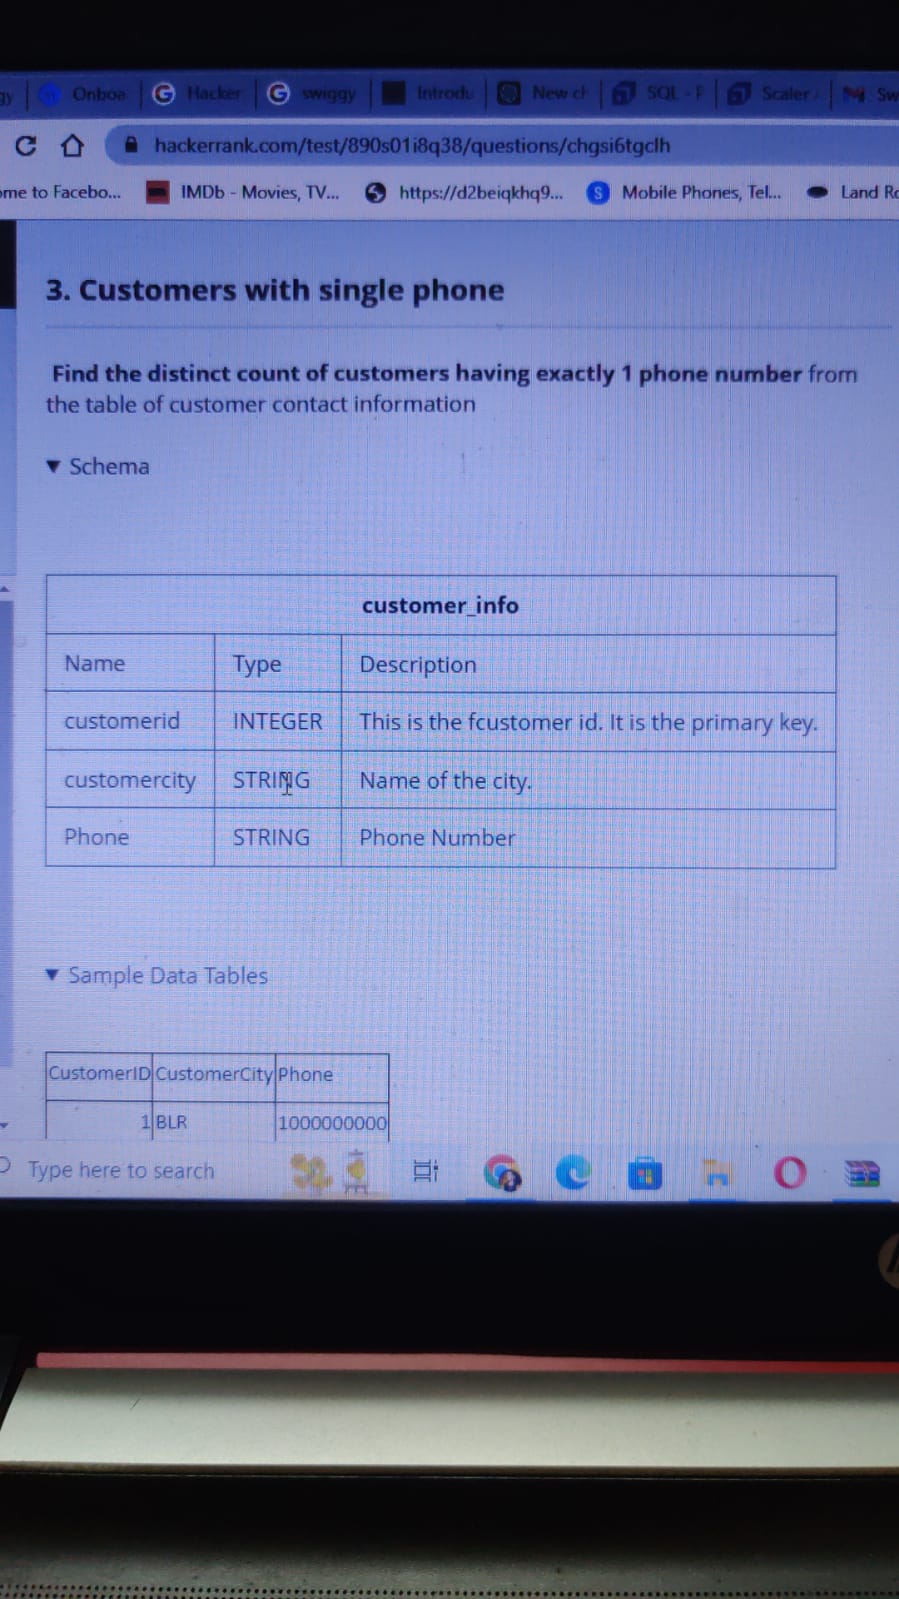 Onboa Hacker swiggy Introdu New ch SQL - F Scaler Sw
hackerrank.com/test/890s01i8q38/questions/chgsi6tgclh
ome to Facebo... IMDb - Movies, TV... https://d2beiqkhq9... Mobile Phones, Tel... Land Ro
3. Customers with single phone
Find the distinct count of customers having exactly 1 phone number from
the table of customer contact information
▼ Schema
customer_info
Name Type Description
customerid INTEGER This is the fcustomer id. It is the primary key.
customercity STRING Name of the city.
Phone STRING Phone Number
▼ Sample Data Tables
CustomerID CustomerCity Phone
1 BLR 1000000000
Type here to search